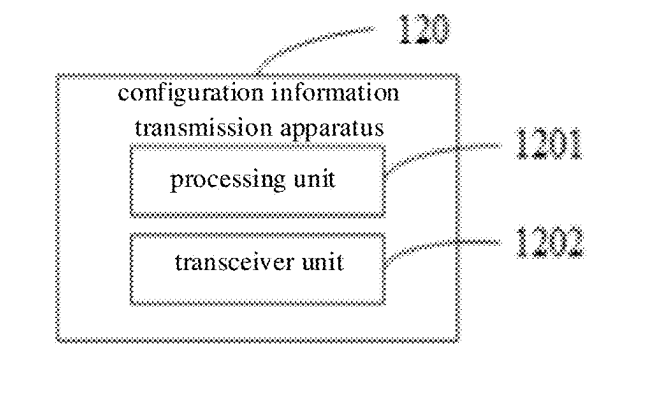 120
configuration information
transmission apparatus
1201
processing unit
1202
transceiver unit